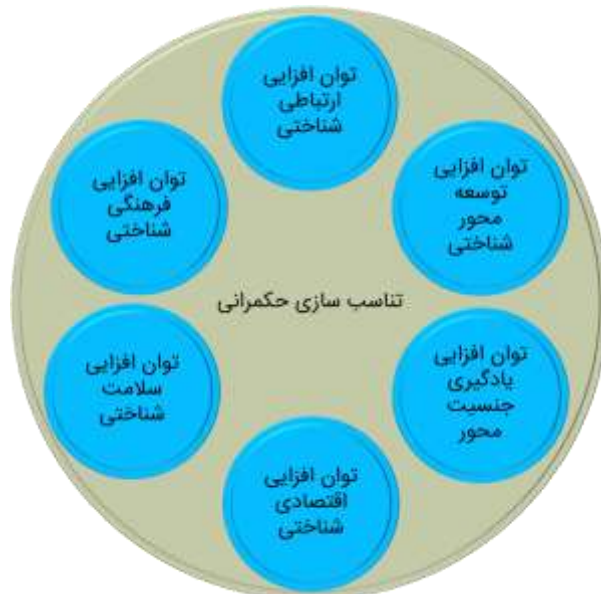 توان افزایی
ارتباطی
شناختی
توان افزایی
توسعه
محور
شناختی
توان افزایی
فرهنگی
شناختی
تناسب سازی حکمرانی
توان افزایی
یادگیری
جنسیت
محور
توان افزایی
سلامت
شناختی
توان افزایی
اقتصادی
شناختی